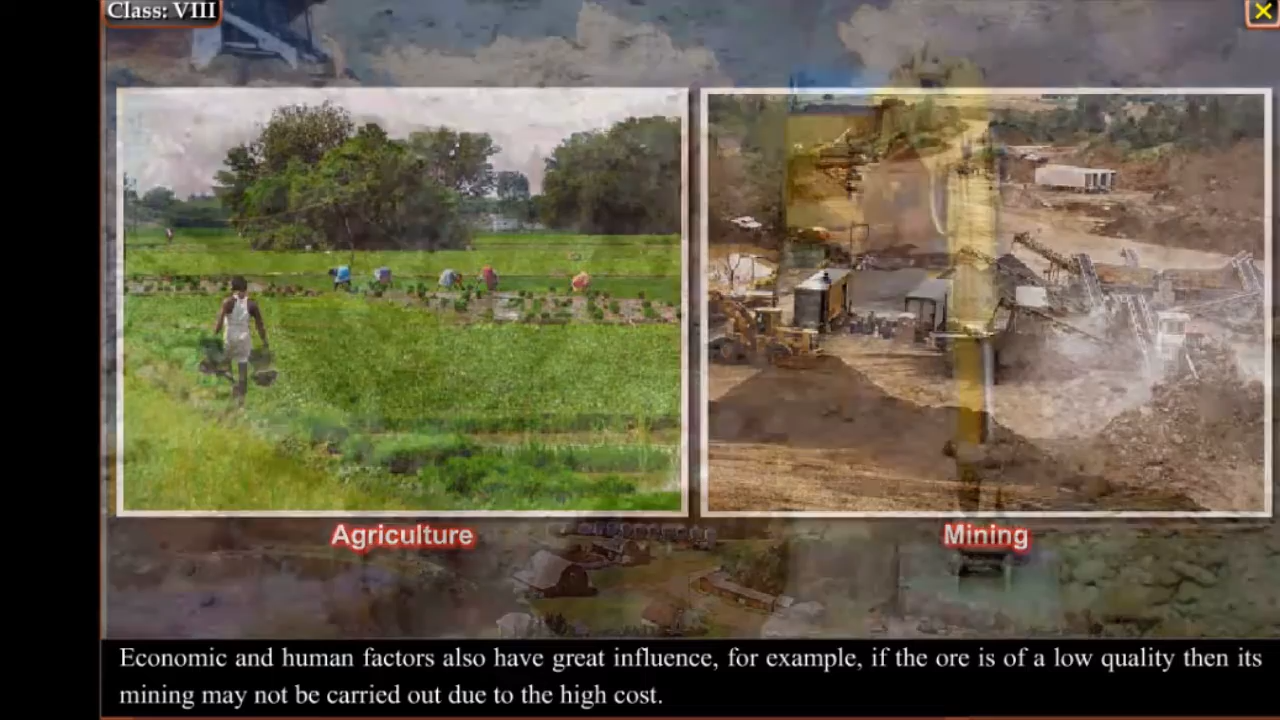 Class: VIII
Agriculture
Mining
Economic and human factors also have great influence, for example, if the ore is of a low quality then its
mining may not be carried out due to the high cost.